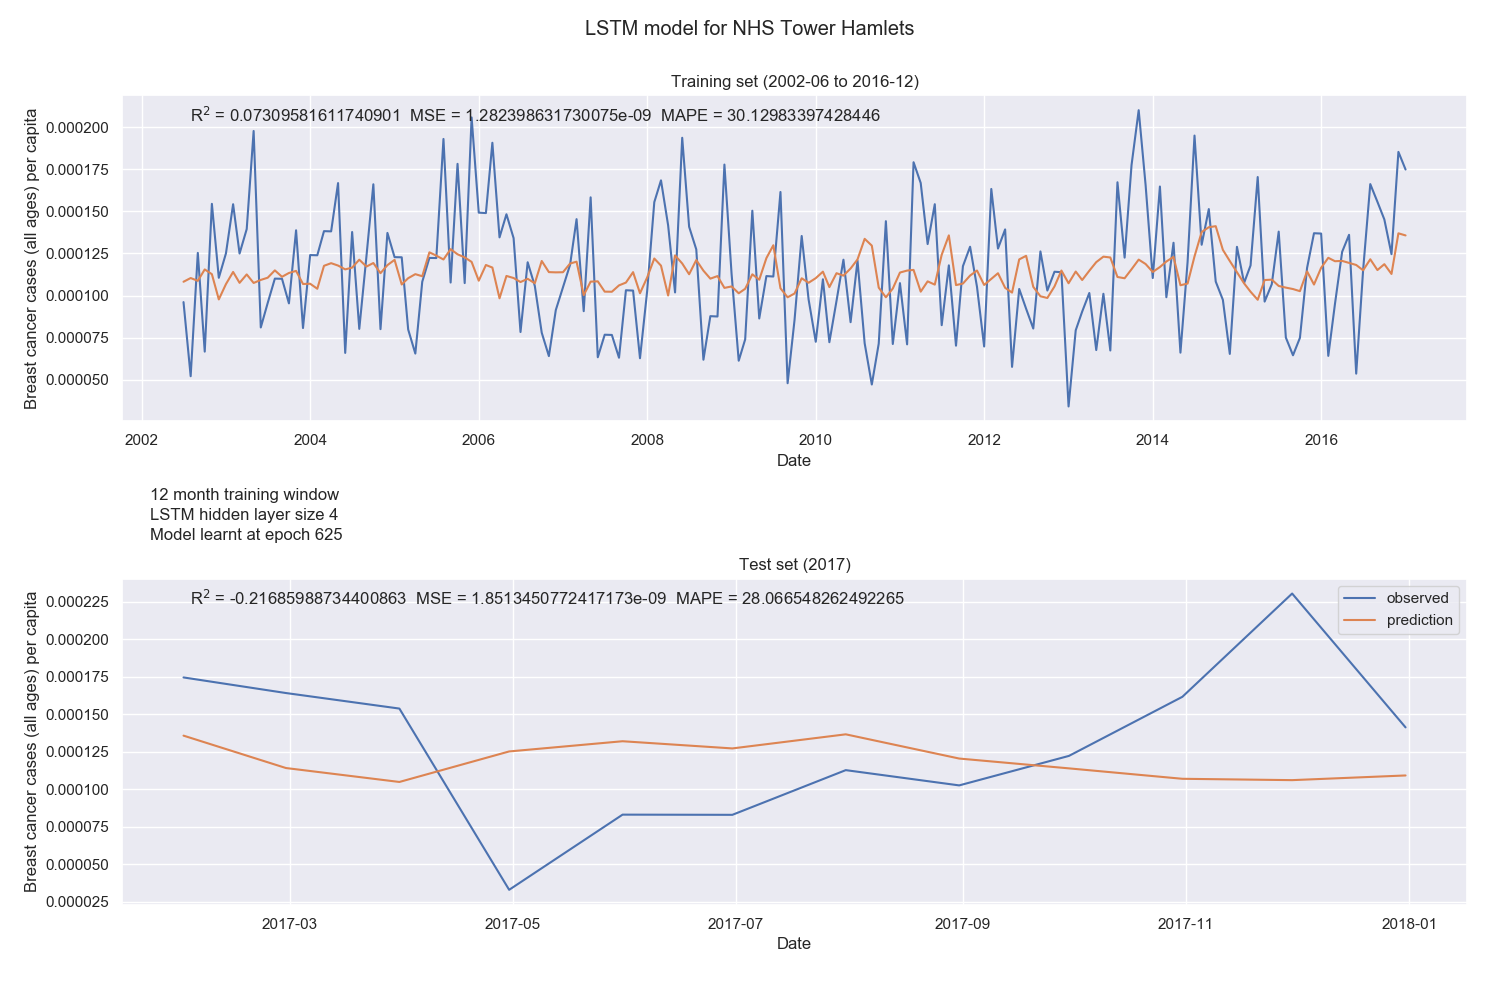 LSTM model for NHS Tower Hamlets
Training set (2002-06 to 2016-12)
R² = 0.07309581611740901 MSE = 1.282398631730075e-09 MAPE = 30.12983397428446
Breast cancer cases (all ages) per capita
0.000200
0.000175
0.000150
0.000125
0.000100
0.000075
0.000050
2002 2004 2006 2008 2010 2012 2014 2016
Date
12 month training window
LSTM hidden layer size 4
Model learnt at epoch 625
Test set (2017)
R² = -0.21685988734400863 MSE = 1.8513450772417173e-09 MAPE = 28.066548262492265
observed
prediction
Breast cancer cases (all ages) per capita
0.000225
0.000200
0.000175
0.000150
0.000125
0.000100
0.000075
0.000050
0.000025
2017-03 2017-05 2017-07 2017-09 2017-11 2018-01
Date